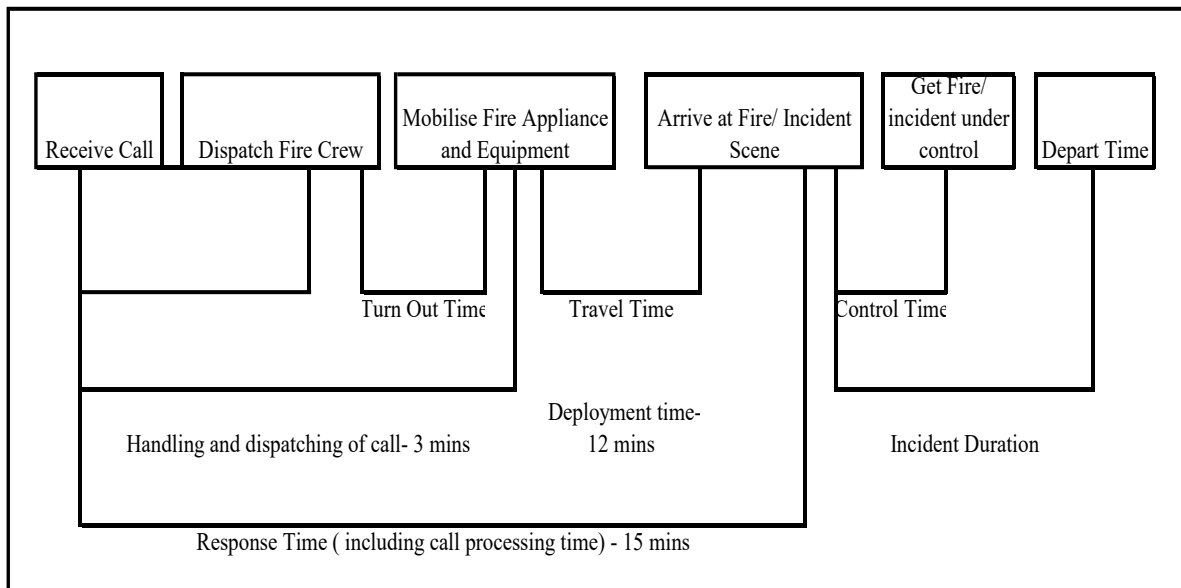 Receive Call
Dispatch Fire Crew
Mobilise Fire Appliance
and Equipment
Arrive at Fire/ Incident
Scene
Get Fire/
incident under
control
Depart Time
Turn Out Time
Travel Time
Control Time
Handling and dispatching of call- 3 mins
Deployment time-
12 mins
Incident Duration
Response Time ( including call processing time) - 15 mins